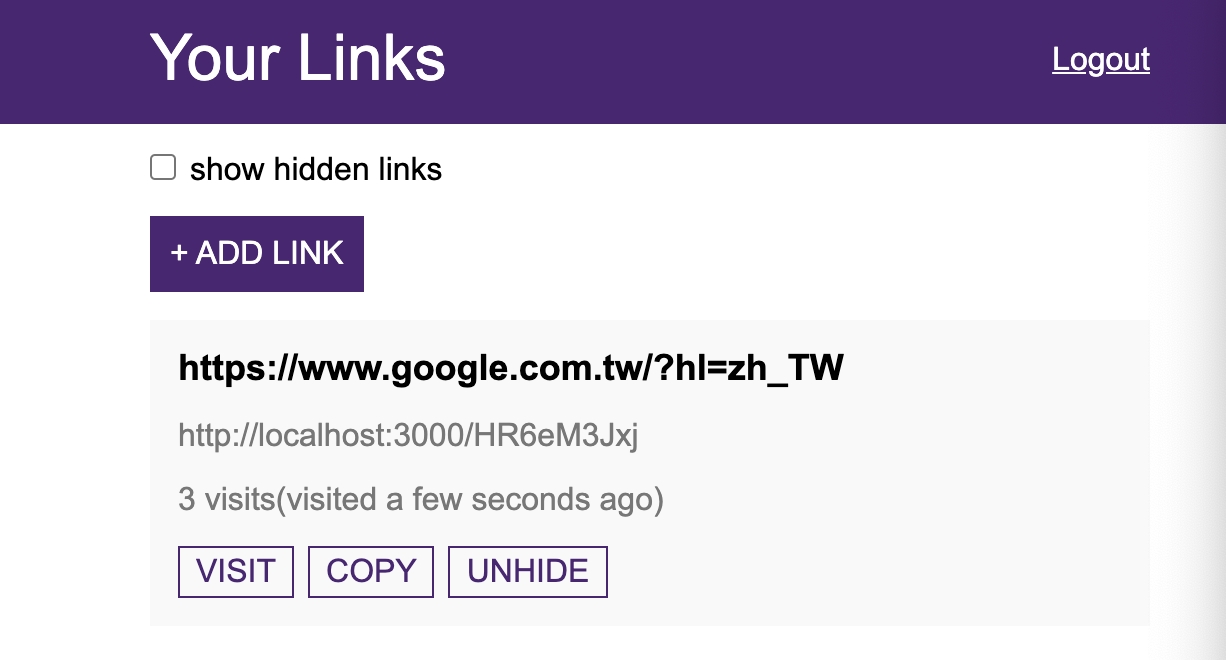 Your Links
Logout
show hidden links
+ ADD LINK
https://www.google.com.tw/?hl=zh_TW
http://localhost:3000/HR6eM3Jxj
3 visits(visited a few seconds ago)
VISIT COPY UNHIDE